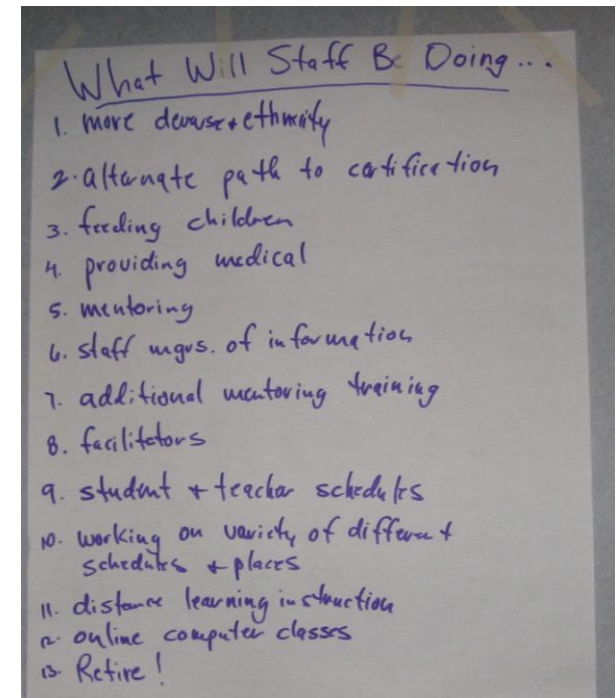 What Will Staff Be Doing...
1. more deverse + ethnicity
2. alternate path to certification
3. feeding children
4. providing medical
5. mentoring
6. staff mgrs. of information
7. additional mentoring training
8. facilitators
9. student + teacher schedules
10. working on variety of different
schedules + places
11. distance learning instruction
12. online computer classes
13. Retire!